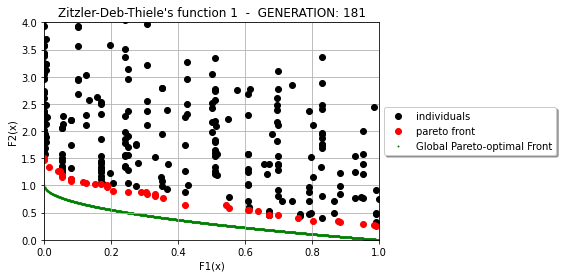 Zitzler-Deb-Thiele's function 1 - GENERATION: 181
4.0
3.5
3.0
2.5
2.0
1.5
1.0
0.5
0.0
F2(x)
0.0 0.2 0.4 0.6 0.8 1.0
F1(x)
individuals
pareto front
Global Pareto-optimal Front